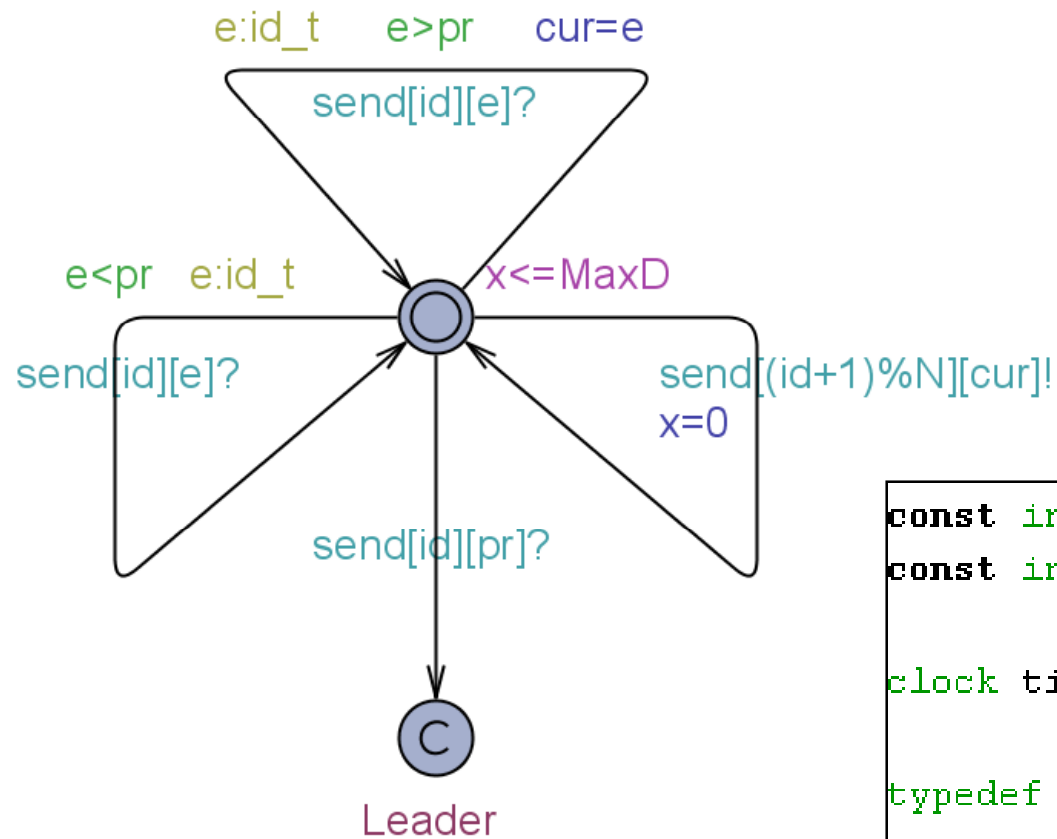 e:id_t e>pr cur=e
send[id][e]?
e<pr e:id_t x<=MaxD
send[id][e]? send[(id+1)%N][cur]!
x=0
send[id][pr]?
C
Leader
const
const
clock
typedef